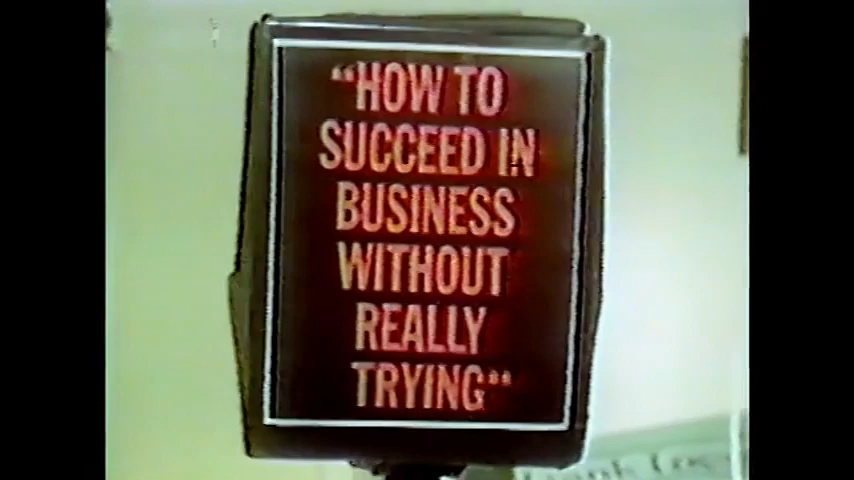 “HOW TO
SUCCEED IN
BUSINESS
WITHOUT
REALLY
TRYING“